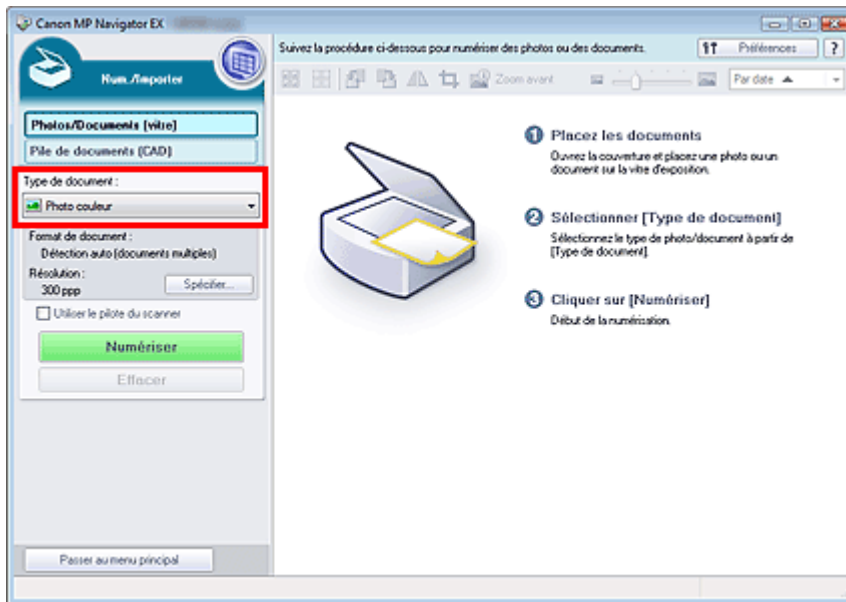 Canon MP Navigator EX
Num./Importer
Photos/Documents (vitre)
Pile de documents (CAD)
Type de document :
Photo couleur
Format de document :
Détection auto (documents multiples)
Résolution :
300 ppp
Spécifier...
Utiliser le pilote du scanner
Numériser
Effacer
Passer au menu principal
Suivez la procédure ci-dessous pour numériser des photos ou des documents.
Préférences
?
Zoom avant
Par date
1 Placez les documents
Ouvrez la couverture et placez une photo ou un
document sur la vitre d'exposition.
2 Sélectionner [Type de document]
Sélectionnez le type de photo/document à partir de
[Type de document].
3 Cliquer sur [Numériser]
Début de la numérisation.